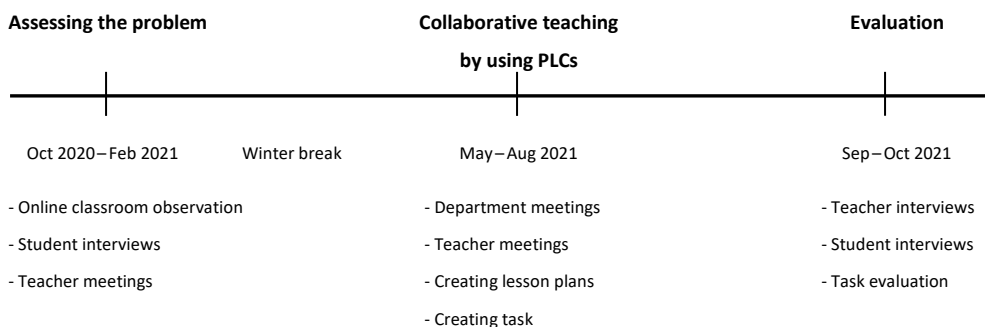 Assessing the problem
Collaborative teaching
by using PLCs
Evaluation
Oct 2020–Feb 2021
Winter break
May–Aug 2021
Sep–Oct 2021
- Online classroom observation
- Student interviews
- Teacher meetings
- Department meetings
- Teacher meetings
- Creating lesson plans
- Creating task
- Teacher interviews
- Student interviews
- Task evaluation